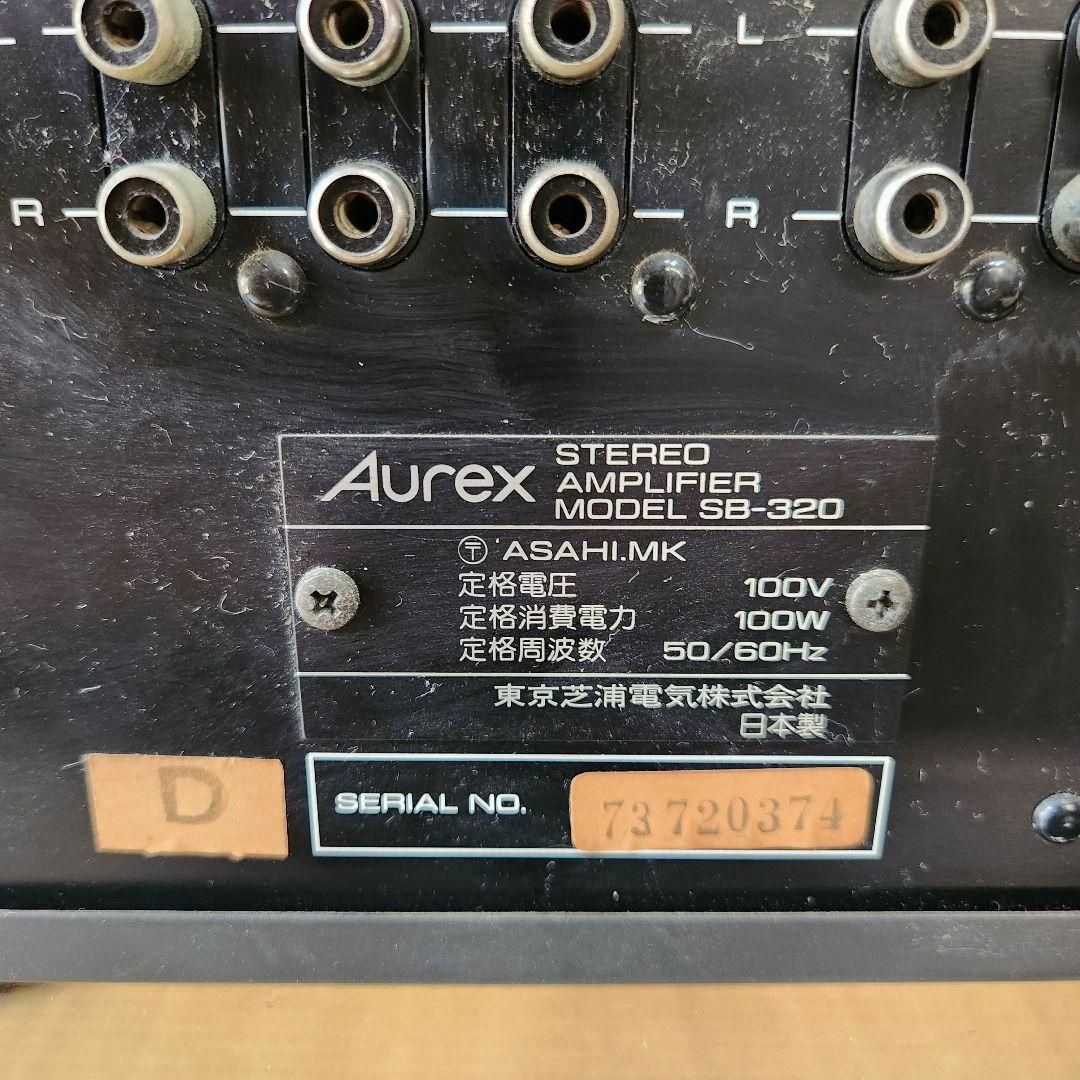 L
R
R
Aurex
STEREO
AMPLIFIER
MODEL SB-320
〶 ASAHI.MK
定格電圧 100V
定格消費電力 100W
定格周波数 50/60Hz
東京芝浦電気株式会社
日本製
D
SERIAL NO. 73720374